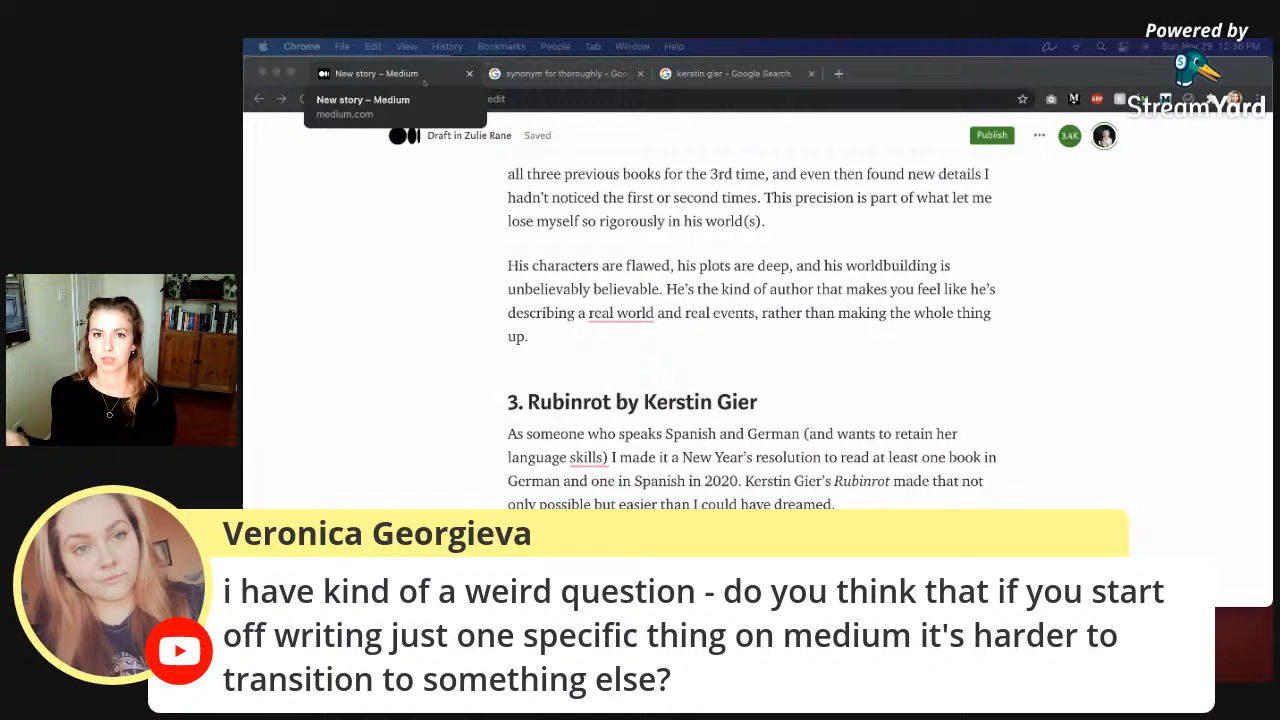 Powered by
StreamYard
Chrome File Edit View History Bookmarks People Tab Window Help
Sun Nov 29 12:36 PM
New story – Medium
synonym for thoroughly - Goo
kerstin gier - Google Search
New story – Medium
medium.com
edit
Draft in Zulie Rane Saved
Publish
3.4K
all three previous books for the 3rd time, and even then found new details I
hadn't noticed the first or second times. This precision is part of what let me
lose myself so rigorously in his world(s).
His characters are flawed, his plots are deep, and his worldbuilding is
unbelievably believable. He's the kind of author that makes you feel like he's
describing a real world and real events, rather than making the whole thing
up.
3. Rubinrot by Kerstin Gier
As someone who speaks Spanish and German (and wants to retain her
language skills) I made it a New Year's resolution to read at least one book in
German and one in Spanish in 2020. Kerstin Gier's Rubinrot made that not
only possible but easier than I could have dreamed.
Veronica Georgieva
i have kind of a weird question - do you think that if you start
off writing just one specific thing on medium it's harder to
transition to something else?